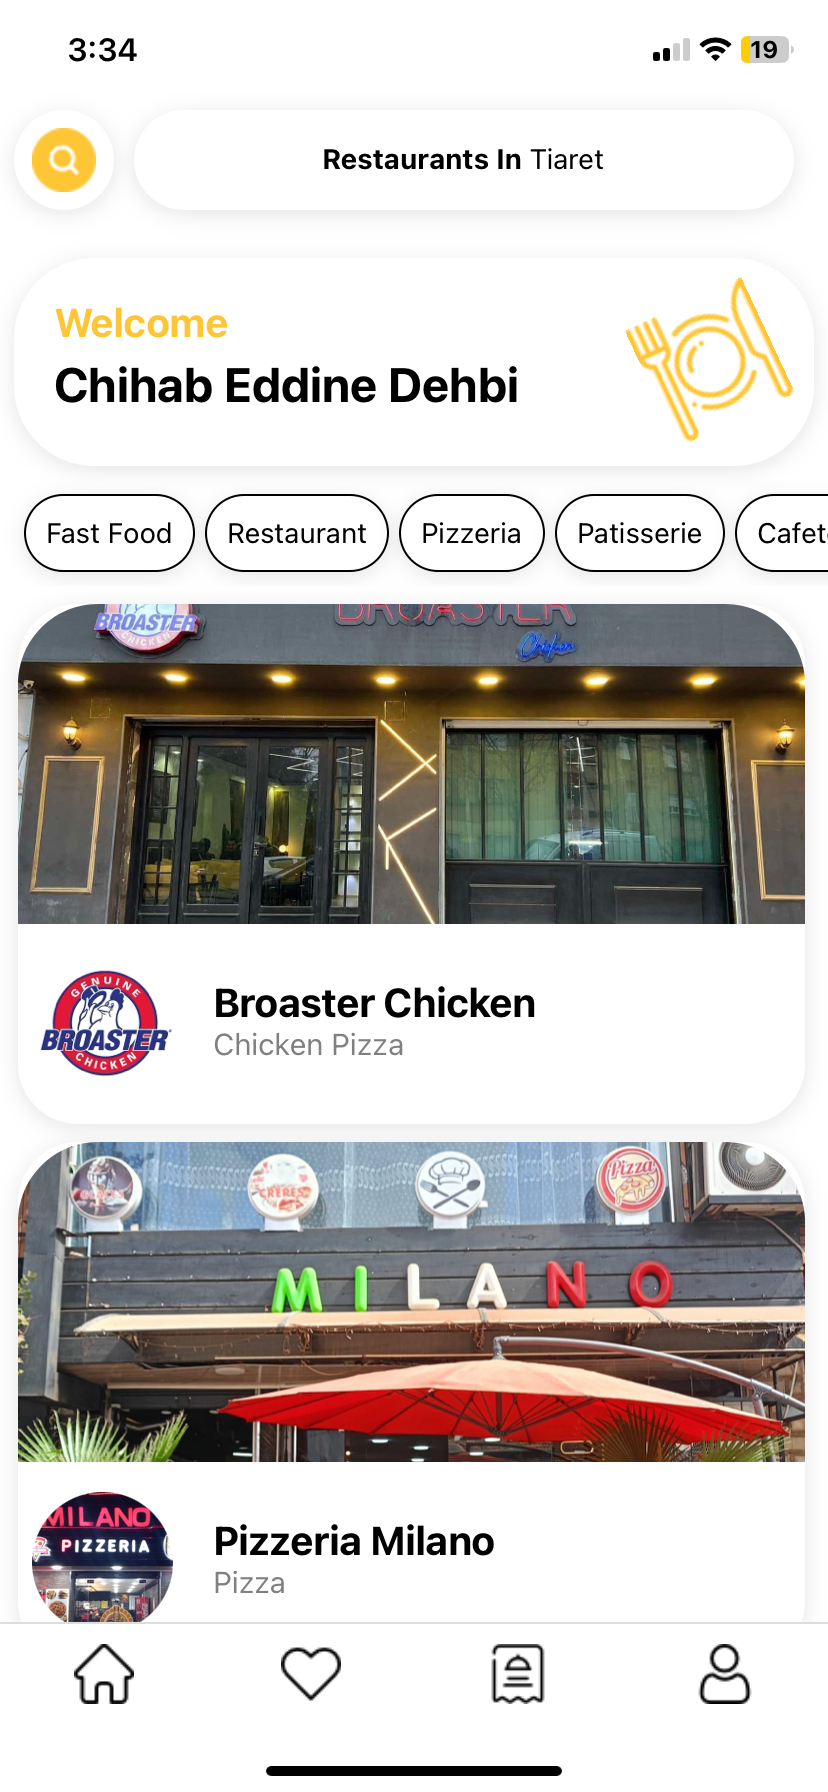 3:34
19
Restaurants In Tiaret
Welcome
Chihab Eddine Dehbi
Fast Food
Restaurant
Pizzeria
Patisserie
BROASTER
CHICKEN
BROASTER
Chicken
GENUINE
BROASTER
CHICKEN
Broaster Chicken
Chicken Pizza
CREPES
Pizza
MILANO
MILANO
PIZZERIA
Pizzeria Milano
Pizza